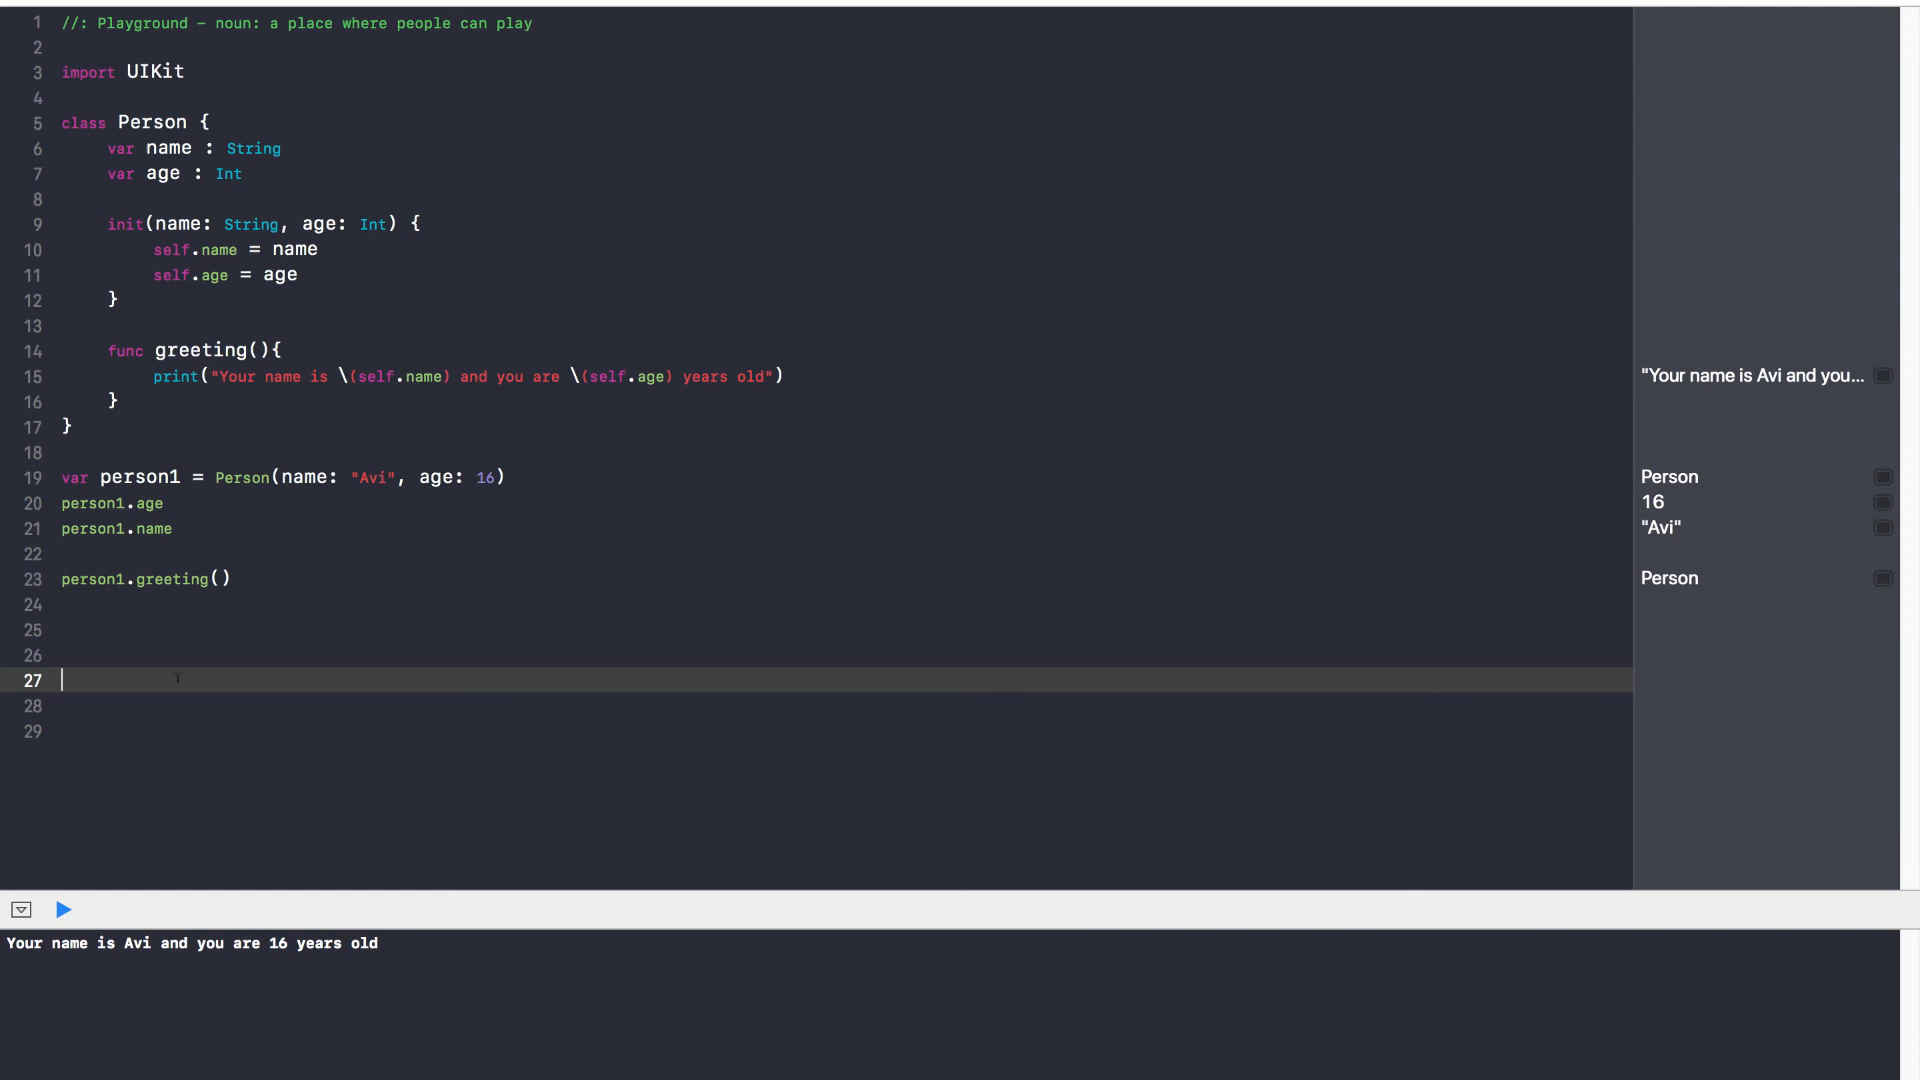 1 //: Playground - noun: a place where people can play
2
3 import UIKit
4
5 class Person {
6 var name : String
7 var age : Int
8
9 init(name: String, age: Int) {
10 self.name = name
11 self.age = age
12 }
13
14 func greeting(){
15 print("Your name is \(self.name) and you are \(self.age) years old") "Your name is Avi and you...
16 }
17 }
18
19 var person1 = Person(name: "Avi", age: 16) Person
20 person1.age 16
21 person1.name "Avi"
22
23 person1.greeting() Person
24
25
26
27
28
29
Your name is Avi and you are 16 years old